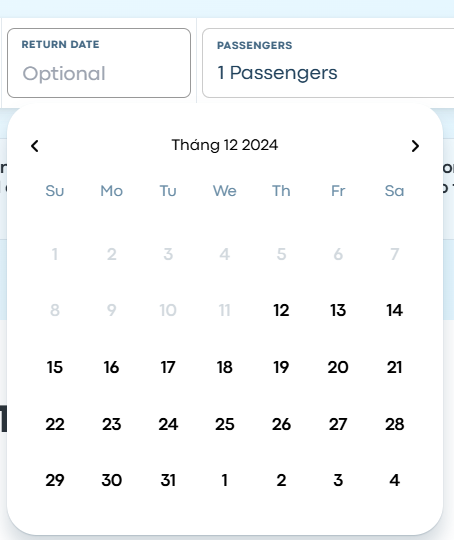 RETURN DATE
Optional
PASSENGERS
1 Passengers
Tháng 12 2024
Su Mo Tu We Th Fr Sa
1 2 3 4 5 6 7
8 9 10 11 12 13 14
15 16 17 18 19 20 21
22 23 24 25 26 27 28
29 30 31 1 2 3 4